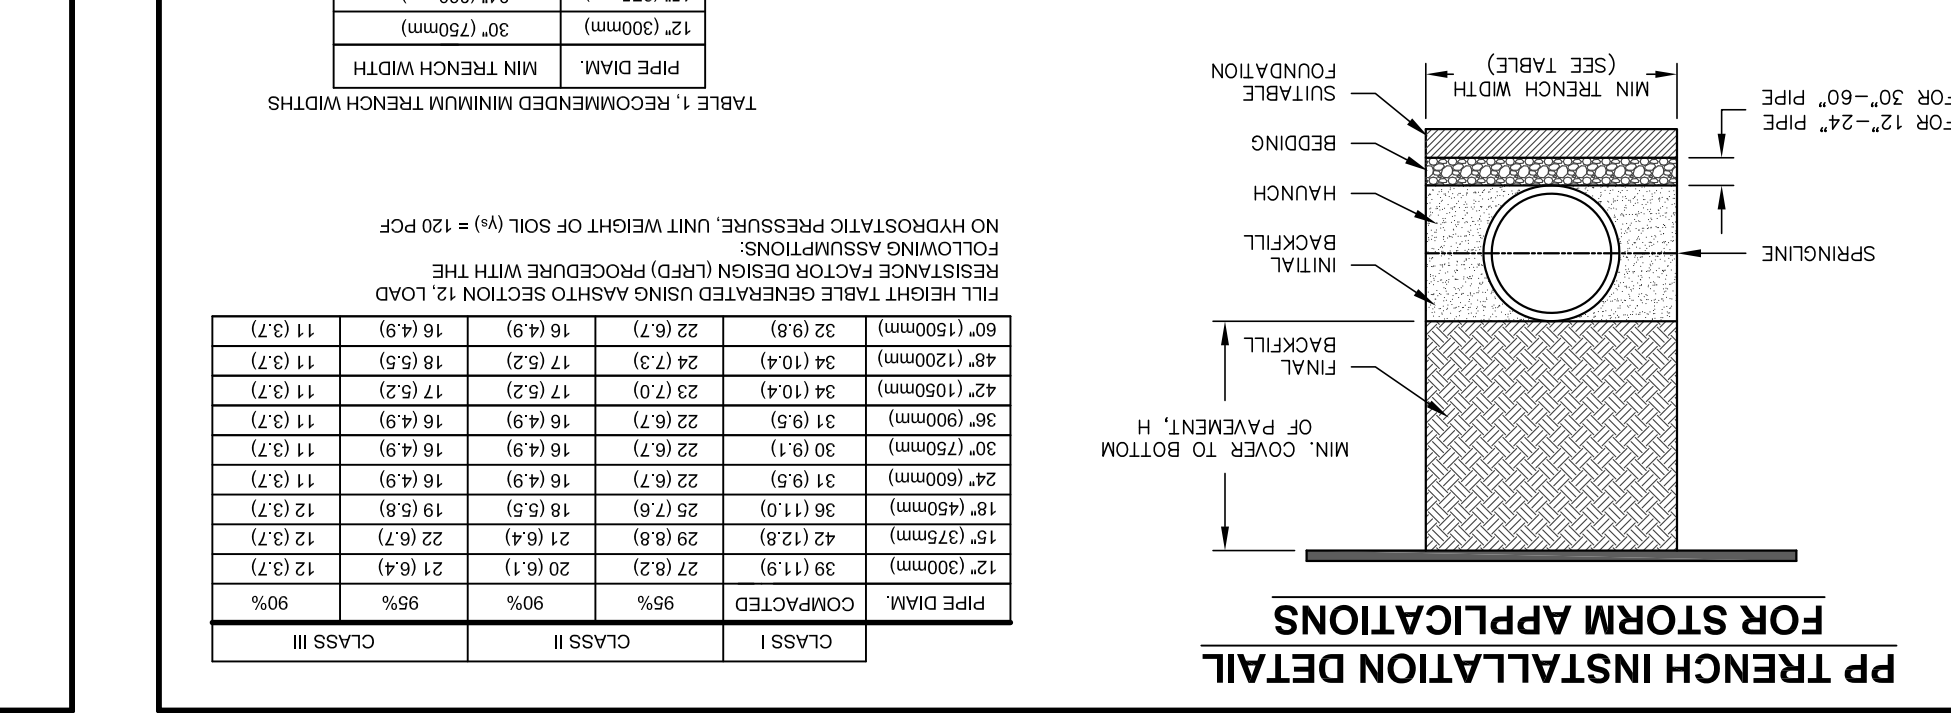 PP TRENCH INSTALLATION DETAIL
FOR STORM APPLICATIONS
MIN. COVER TO BOTTOM
OF PAVEMENT, H
FINAL
BACKFILL
INITIAL
BACKFILL
SPRINGLINE
HAUNCH
BEDDING
FOR 12"-24" PIPE
FOR 30"-60" PIPE
SUITABLE
FOUNDATION
MIN TRENCH WIDTH
(SEE TABLE)
CLASS I CLASS II CLASS III
PIPE DIAM. COMPACTED 95% 90% 95% 90%
12" (300mm) 39 (11.9) 27 (8.2) 20 (6.1) 21 (6.4) 12 (3.7)
15" (375mm) 42 (12.8) 29 (8.8) 21 (6.4) 22 (6.7) 12 (3.7)
18" (450mm) 36 (11.0) 25 (7.6) 18 (5.5) 19 (5.8) 12 (3.7)
24" (600mm) 31 (9.5) 22 (6.7) 16 (4.9) 16 (4.9) 11 (3.7)
30" (750mm) 30 (9.1) 22 (6.7) 16 (4.9) 16 (4.9) 11 (3.7)
36" (900mm) 31 (9.5) 22 (6.7) 16 (4.9) 16 (4.9) 11 (3.7)
42" (1050mm) 34 (10.4) 23 (7.0) 17 (5.2) 17 (5.2) 11 (3.7)
48" (1200mm) 34 (10.4) 24 (7.3) 17 (5.2) 18 (5.5) 11 (3.7)
60" (1500mm) 32 (9.8) 22 (6.7) 16 (4.9) 16 (4.9) 11 (3.7)
FILL HEIGHT TABLE GENERATED USING AASHTO SECTION 12, LOAD
RESISTANCE FACTOR DESIGN (LRFD) PROCEDURE WITH THE
FOLLOWING ASSUMPTIONS:
NO HYDROSTATIC PRESSURE, UNIT WEIGHT OF SOIL (γs) = 120 PCF
TABLE 1, RECOMMENDED MINIMUM TRENCH WIDTHS
PIPE DIAM. MIN TRENCH WIDTH
12" (300mm) 30" (750mm)